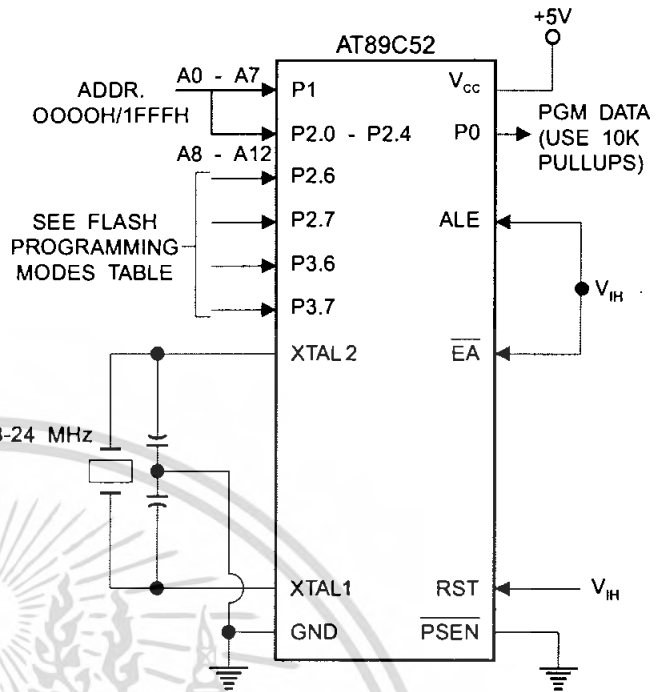 +5V
AT89C52
A0 - A7
ADDR.
OOOOH/1FFFH
P1
VCC
P2.0 - P2.4
P0
PGM DATA
(USE 10K
PULLUPS)
A8 - A12
P2.6
SEE FLASH
PROGRAMMING
MODES TABLE
P2.7
ALE
P3.6
VIH
P3.7
XTAL 2
EA
3-24 MHz
XTAL1
RST
VIH
GND
PSEN